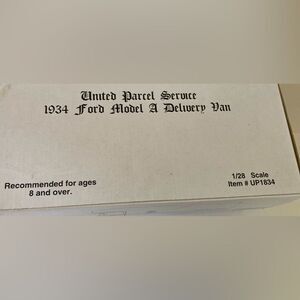 United Parcel Service
1934 Ford Model A Delivery Van
Recommended for ages
8 and over.
1/28 Scale
Item # UP1834